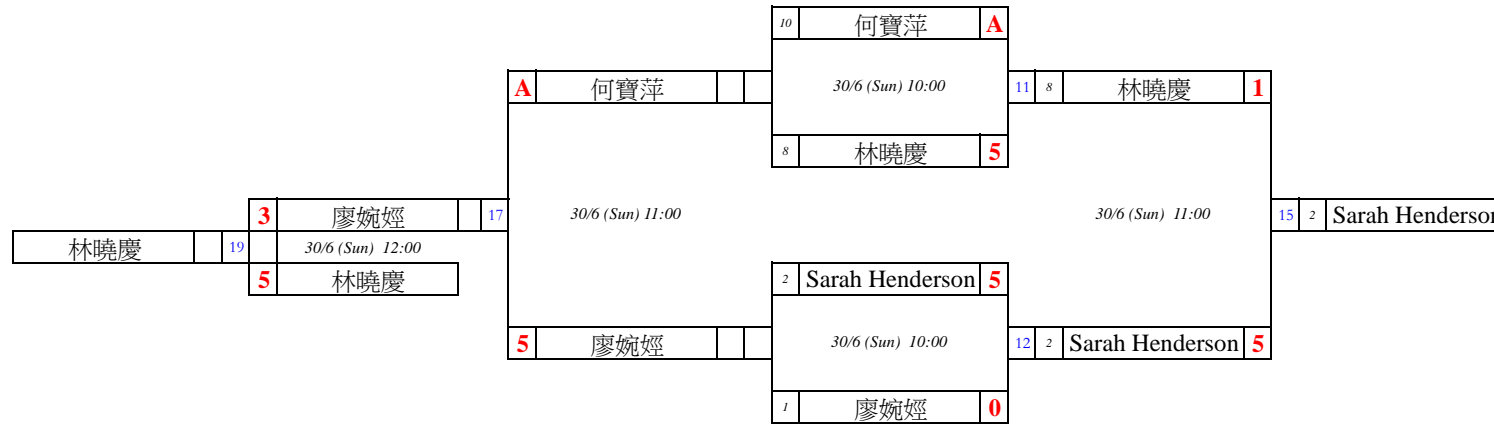 10 何寶萍 A
A 何寶萍 30/6 (Sun) 10:00 11 8 林曉慶 1
8 林曉慶 5
3 廖婉婭 17 30/6 (Sun) 11:00 30/6 (Sun) 11:00 15 2 Sarah Henderson
林曉慶 19 30/6 (Sun) 12:00
5 林曉慶 2 Sarah Henderson 5
5 廖婉婭 30/6 (Sun) 10:00 12 2 Sarah Henderson 5
1 廖婉婭 0